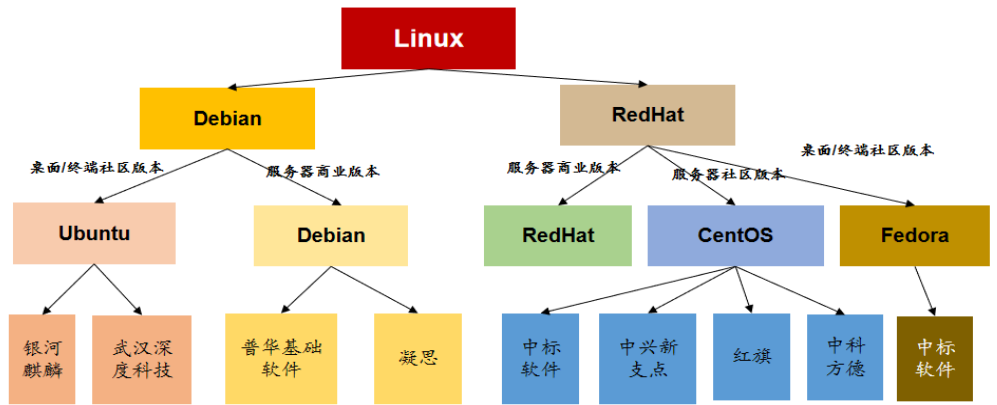 Linux
Debian
RedHat
桌面/终端社区版本
服务器商业版本
服务器商业版本
服务器社区版本
桌面/终端社区版本
Ubuntu
Debian
RedHat
CentOS
Fedora
银河
麒麟
武汉深
度科技
普华基础
软件
凝思
中标
软件
中兴新
支点
红旗
中科
方德
中标
软件